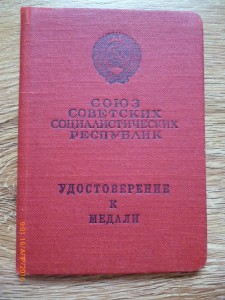 СОЮЗ
СОВЕТСКИХ
СОЦИАЛИСТИЧЕСКИХ
РЕСПУБЛИК
УДОСТОВЕРЕНИЕ
К
МЕДАЛИ